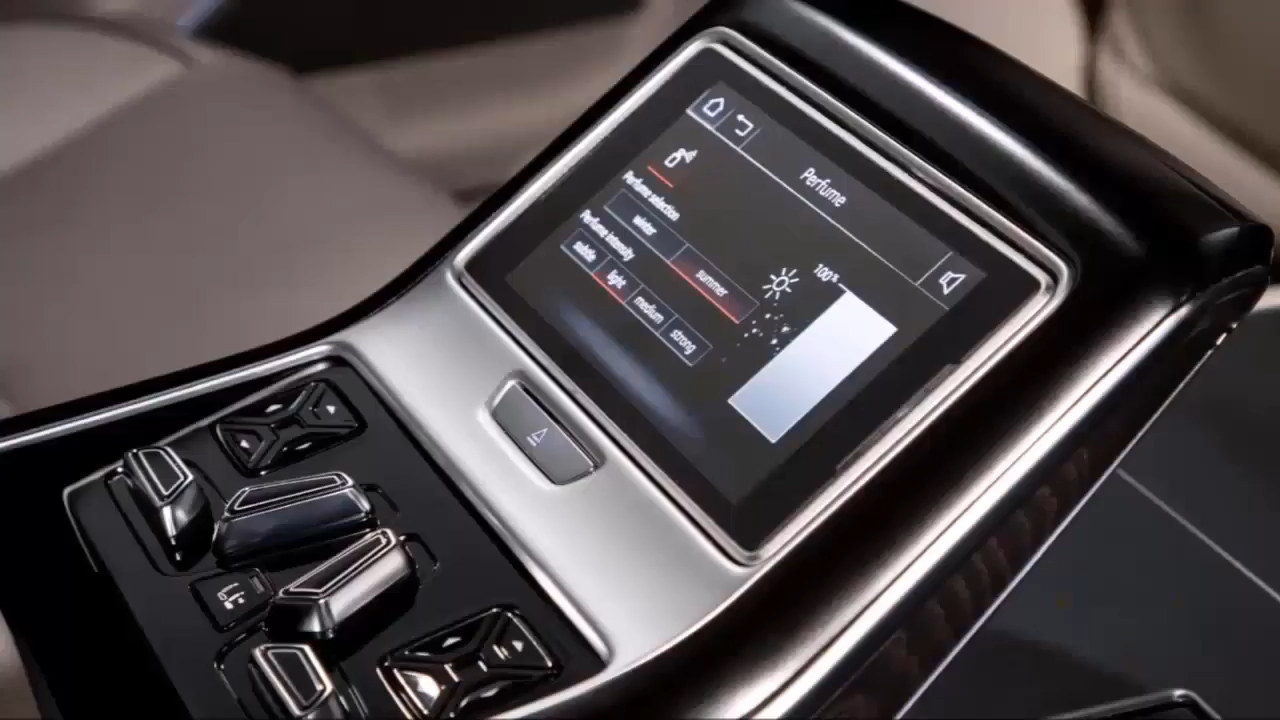 Perfume
Perfume selection
winter
summer
Perfume intensity
subtle
light
medium
strong
100%